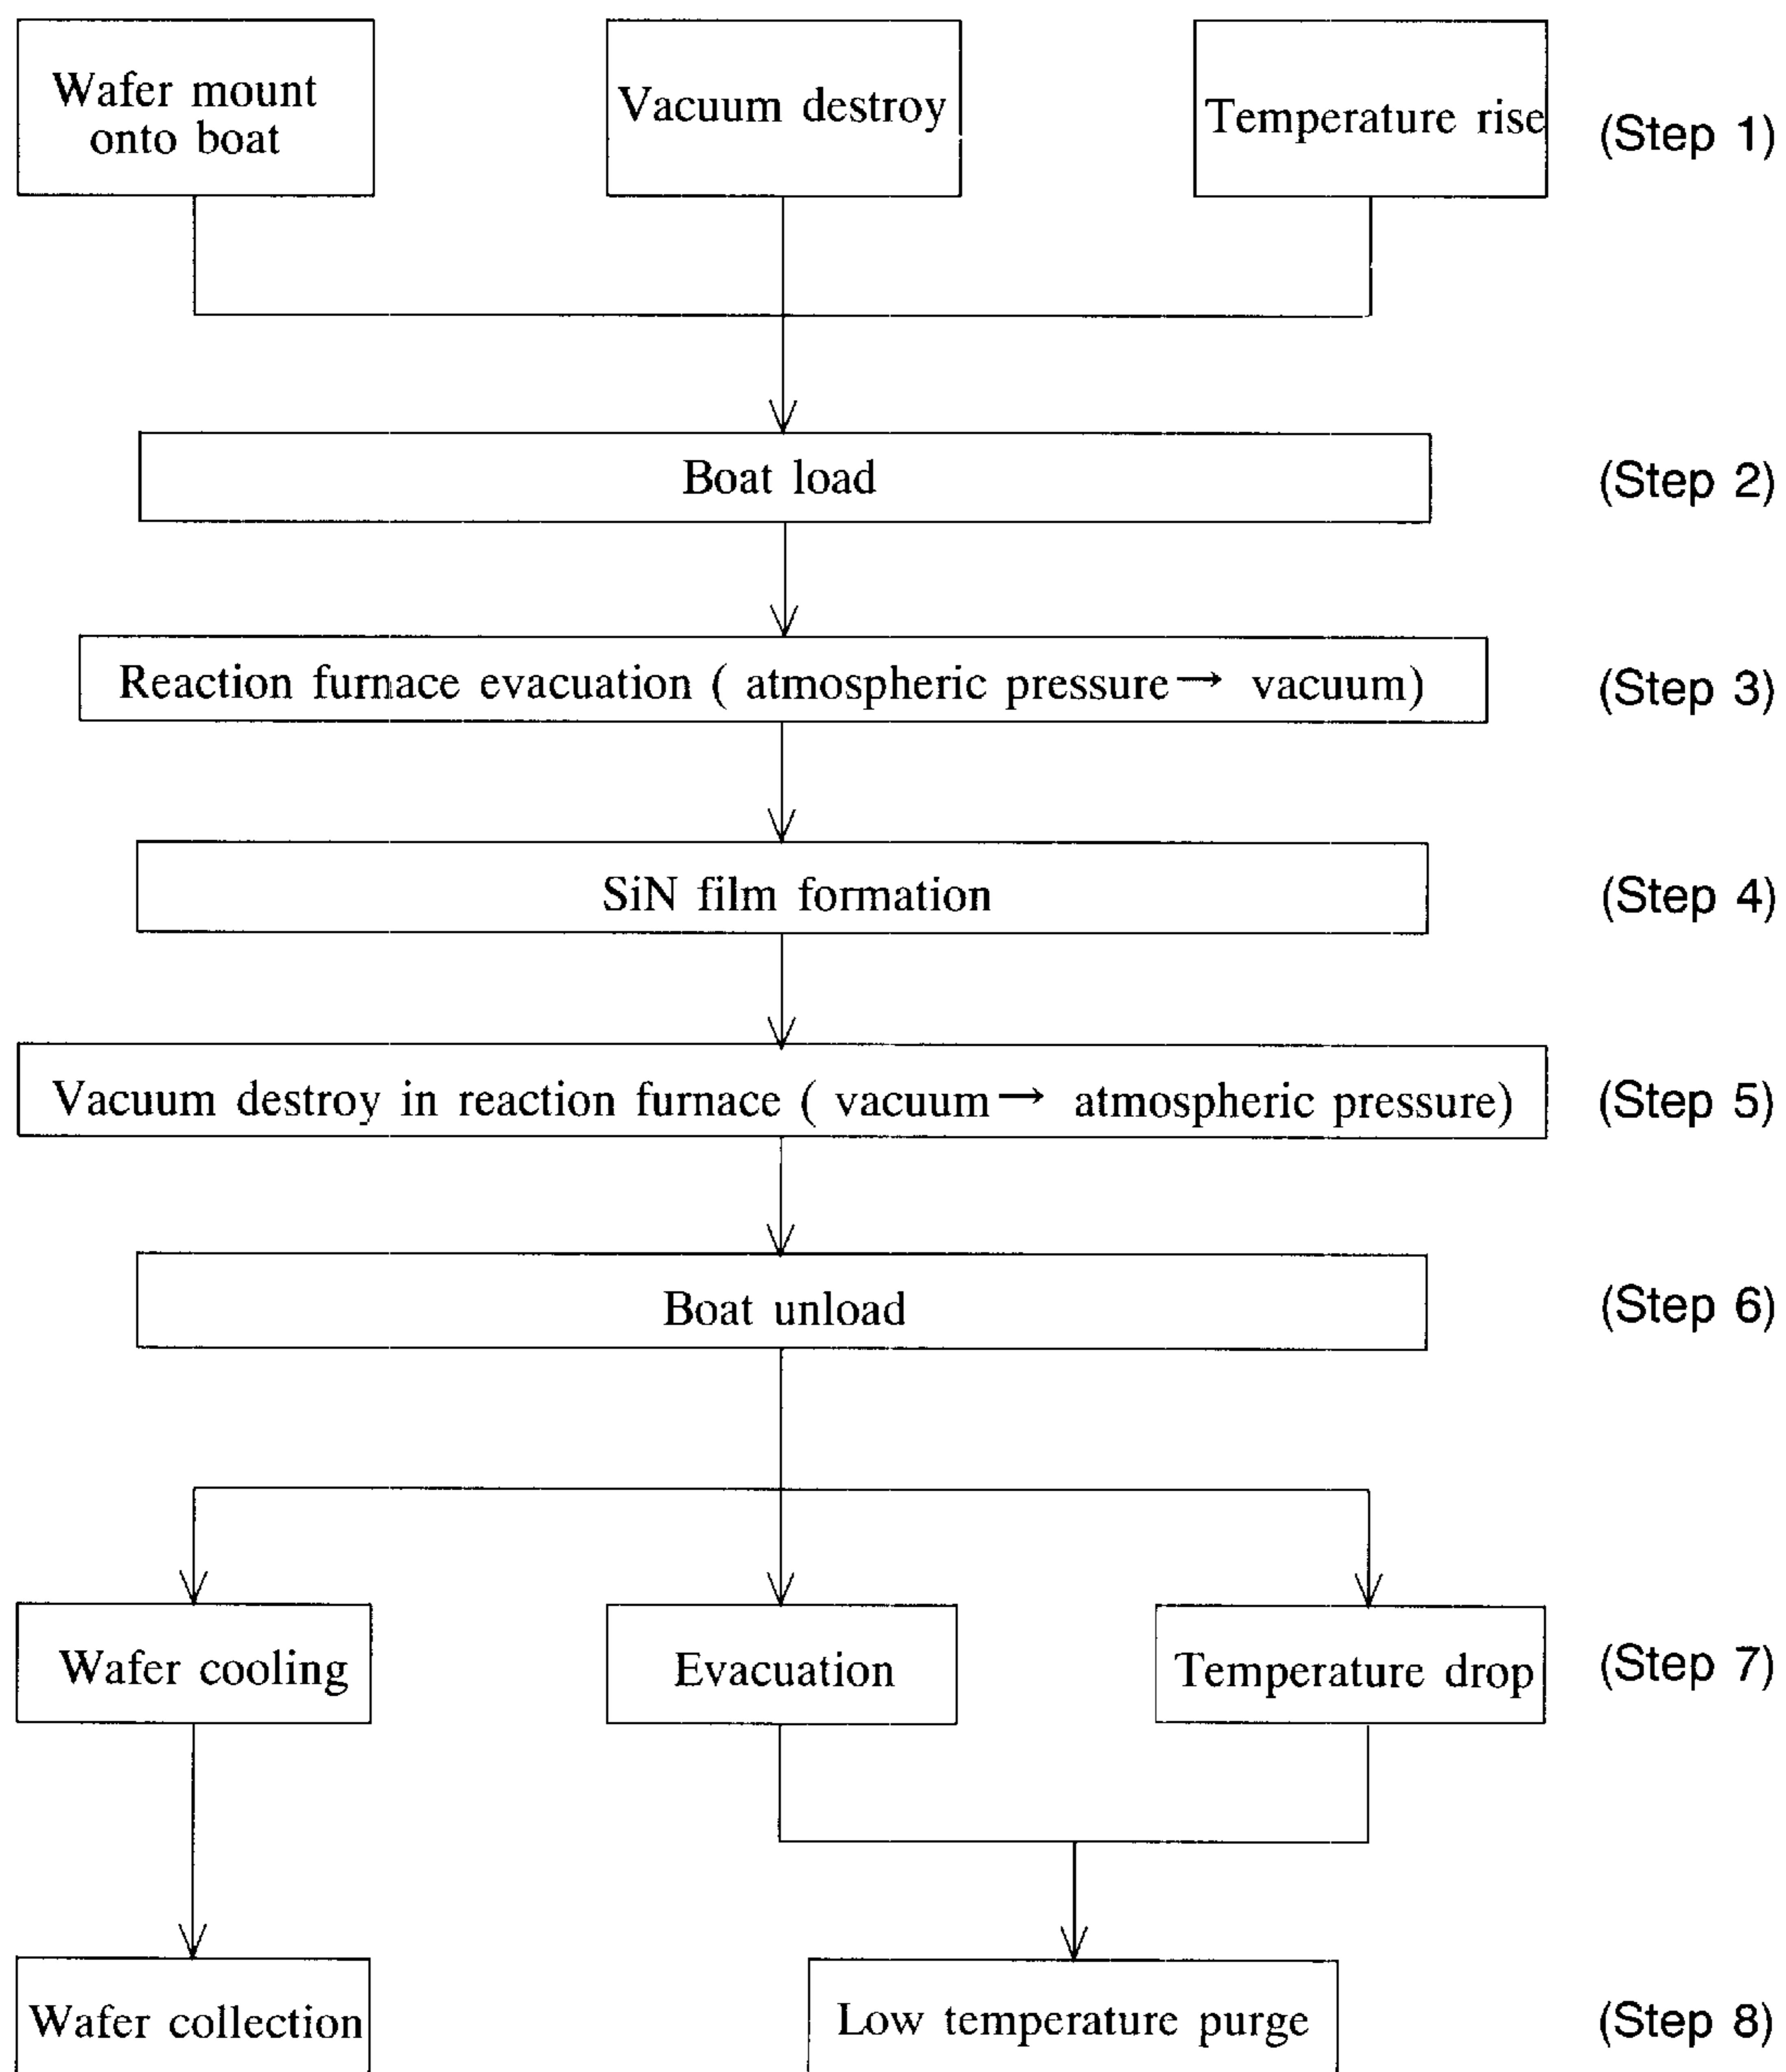 Wafer mount
onto boat
Vacuum destroy
Temperature rise
(Step 1)
Boat load
(Step 2)
Reaction furnace evacuation ( atmospheric pressure→ vacuum)
(Step 3)
SiN film formation
(Step 4)
Vacuum destroy in reaction furnace ( vacuum→ atmospheric pressure)
(Step 5)
Boat unload
(Step 6)
Wafer cooling
Evacuation
Temperature drop
(Step 7)
Wafer collection
Low temperature purge
(Step 8)